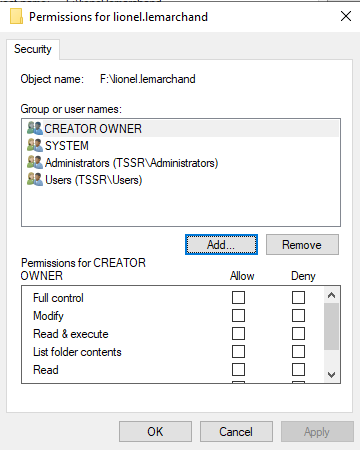 Permissions for lionel.lemarchand
Security
Object name: F:\lionel.lemarchand
Group or user names:
CREATOR OWNER
SYSTEM
Administrators (TSSR\Administrators)
Users (TSSR\Users)
Add... Remove
Permissions for CREATOR
OWNER Allow Deny
Full control
Modify
Read & execute
List folder contents
Read
OK Cancel Apply